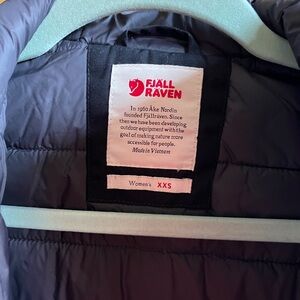 FJÄLL
RAVEN
In 1960 Åke Nordin
founded Fjällräven. Since
then we have been developing
outdoor equipment with the
goal of making nature more
accessible for people.
Made in Vietnam
Women's XXS